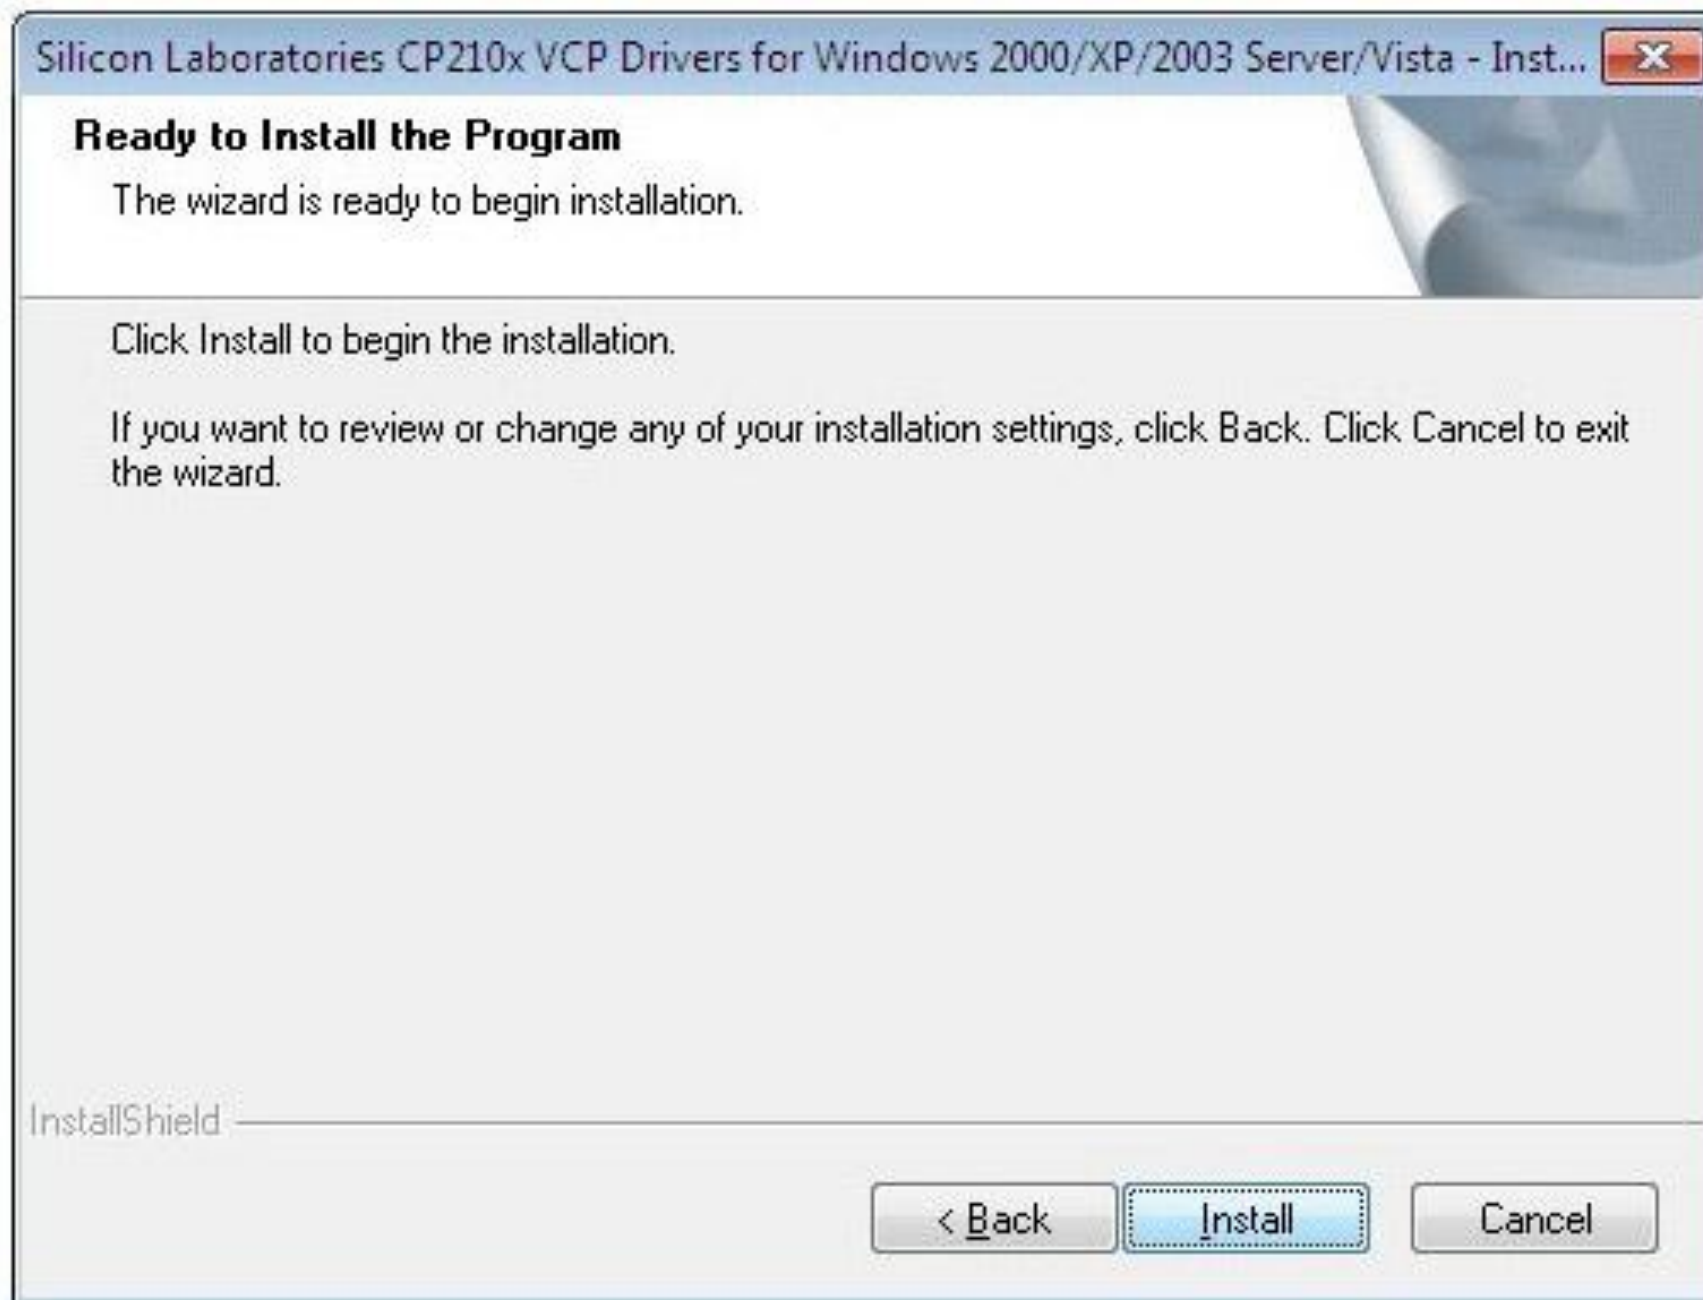 Silicon Laboratories CP210x VCP Drivers for Windows 2000/XP/2003 Server/Vista - Inst...
Ready to Install the Program
The wizard is ready to begin installation.
Click Install to begin the installation.
If you want to review or change any of your installation settings, click Back. Click Cancel to exit
the wizard.
InstallShield
< Back Install Cancel